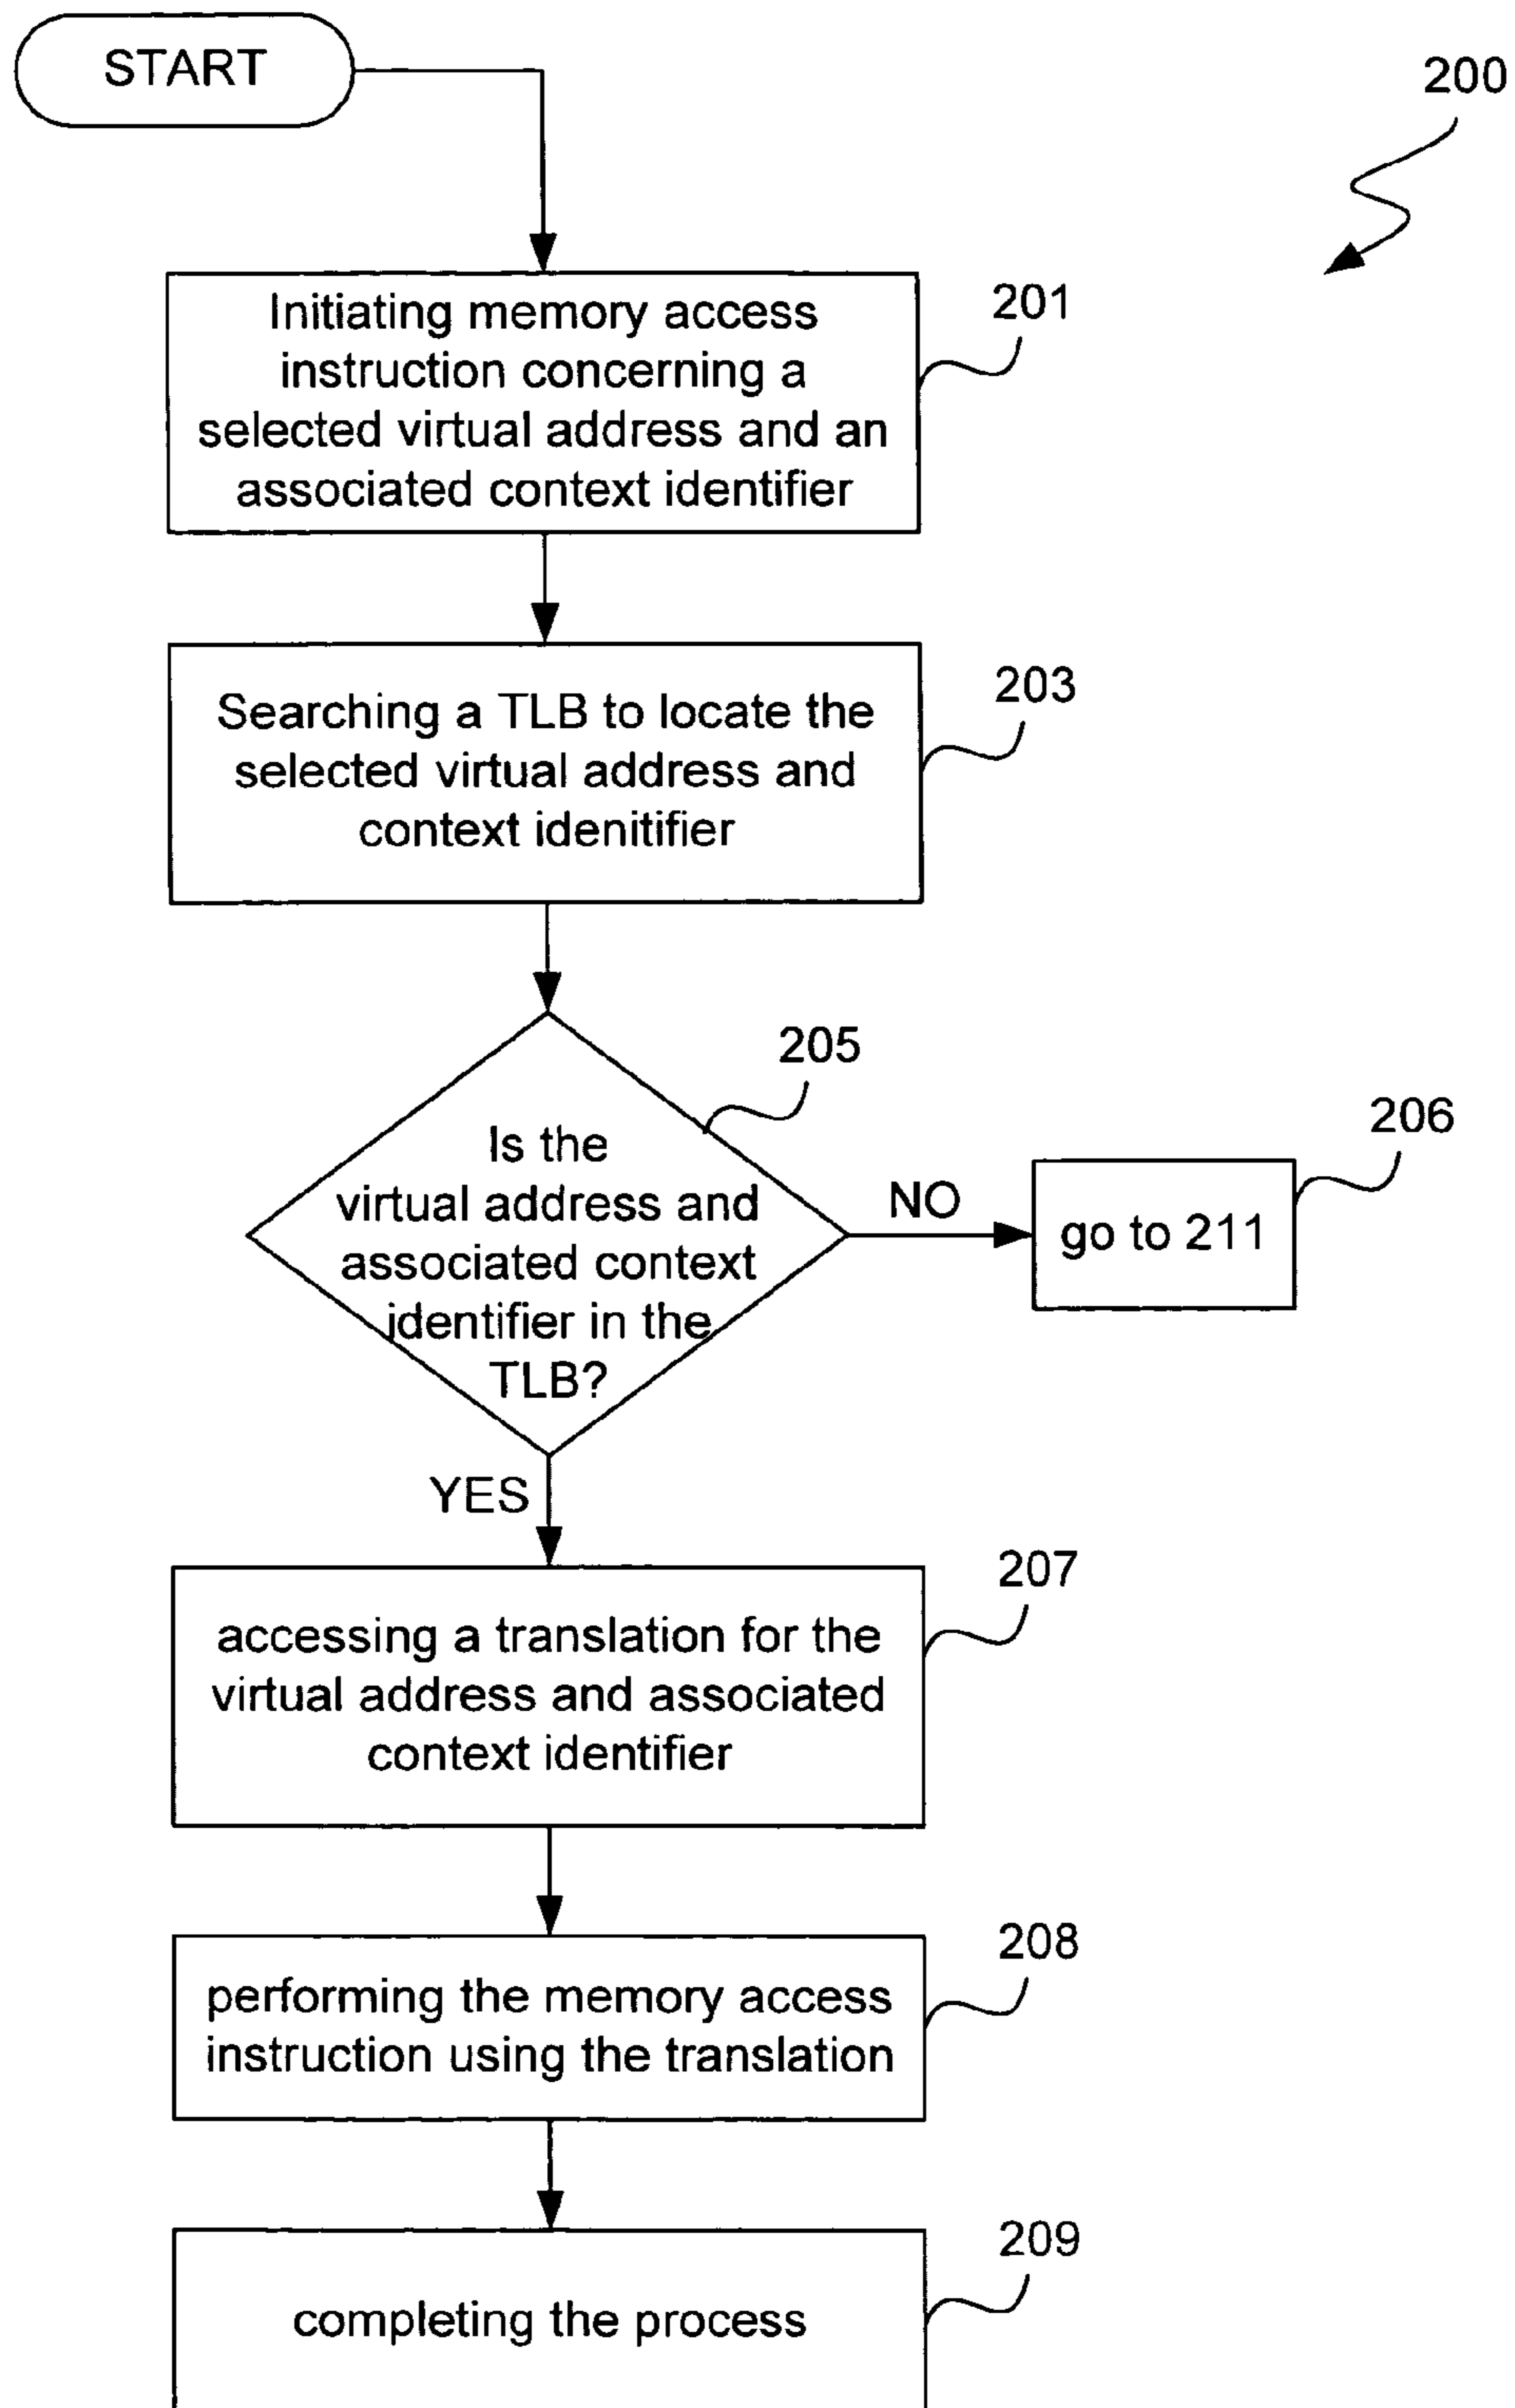 START
200
Initiating memory access
instruction concerning a
selected virtual address and an
associated context identifier
201
Searching a TLB to locate the
selected virtual address and
context idenitifier
203
205
Is the
virtual address and
associated context
identifier in the
TLB?
NO
206
go to 211
YES
accessing a translation for the
virtual address and associated
context identifier
207
performing the memory access
instruction using the translation
208
completing the process
209